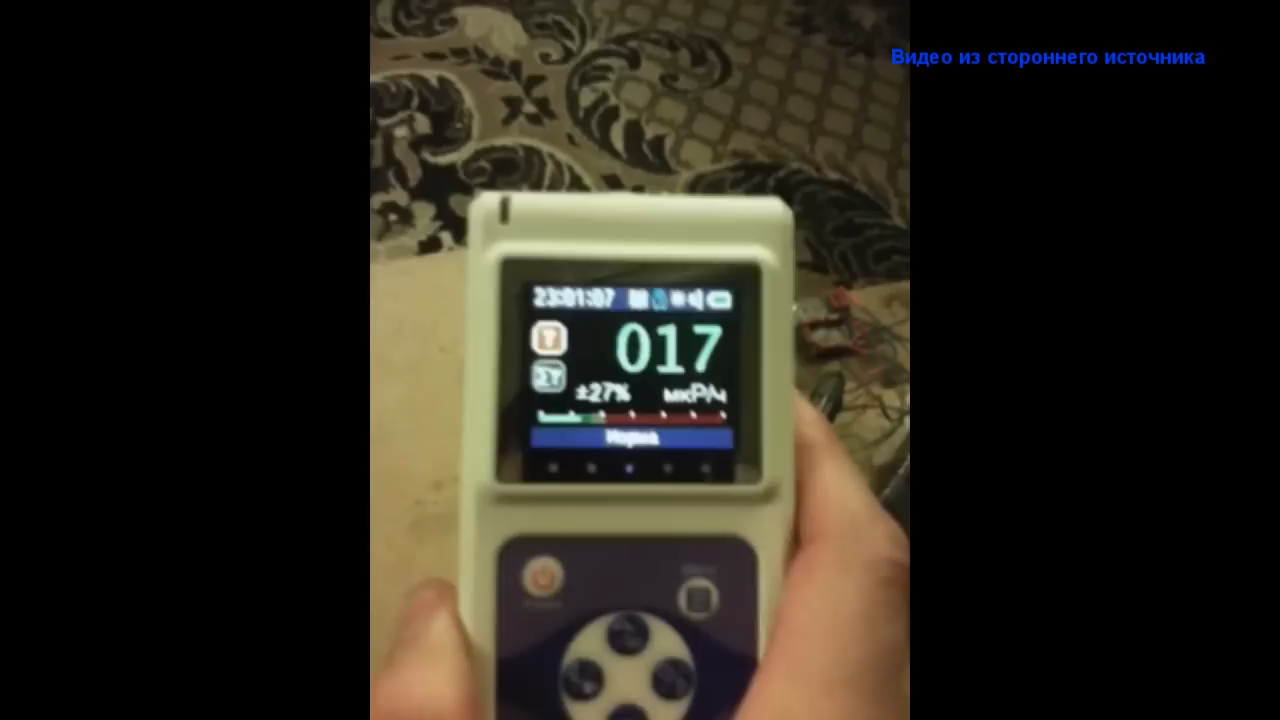 Видео из стороннего источника
23:01:07
017
±27% мкР/ч
Норма